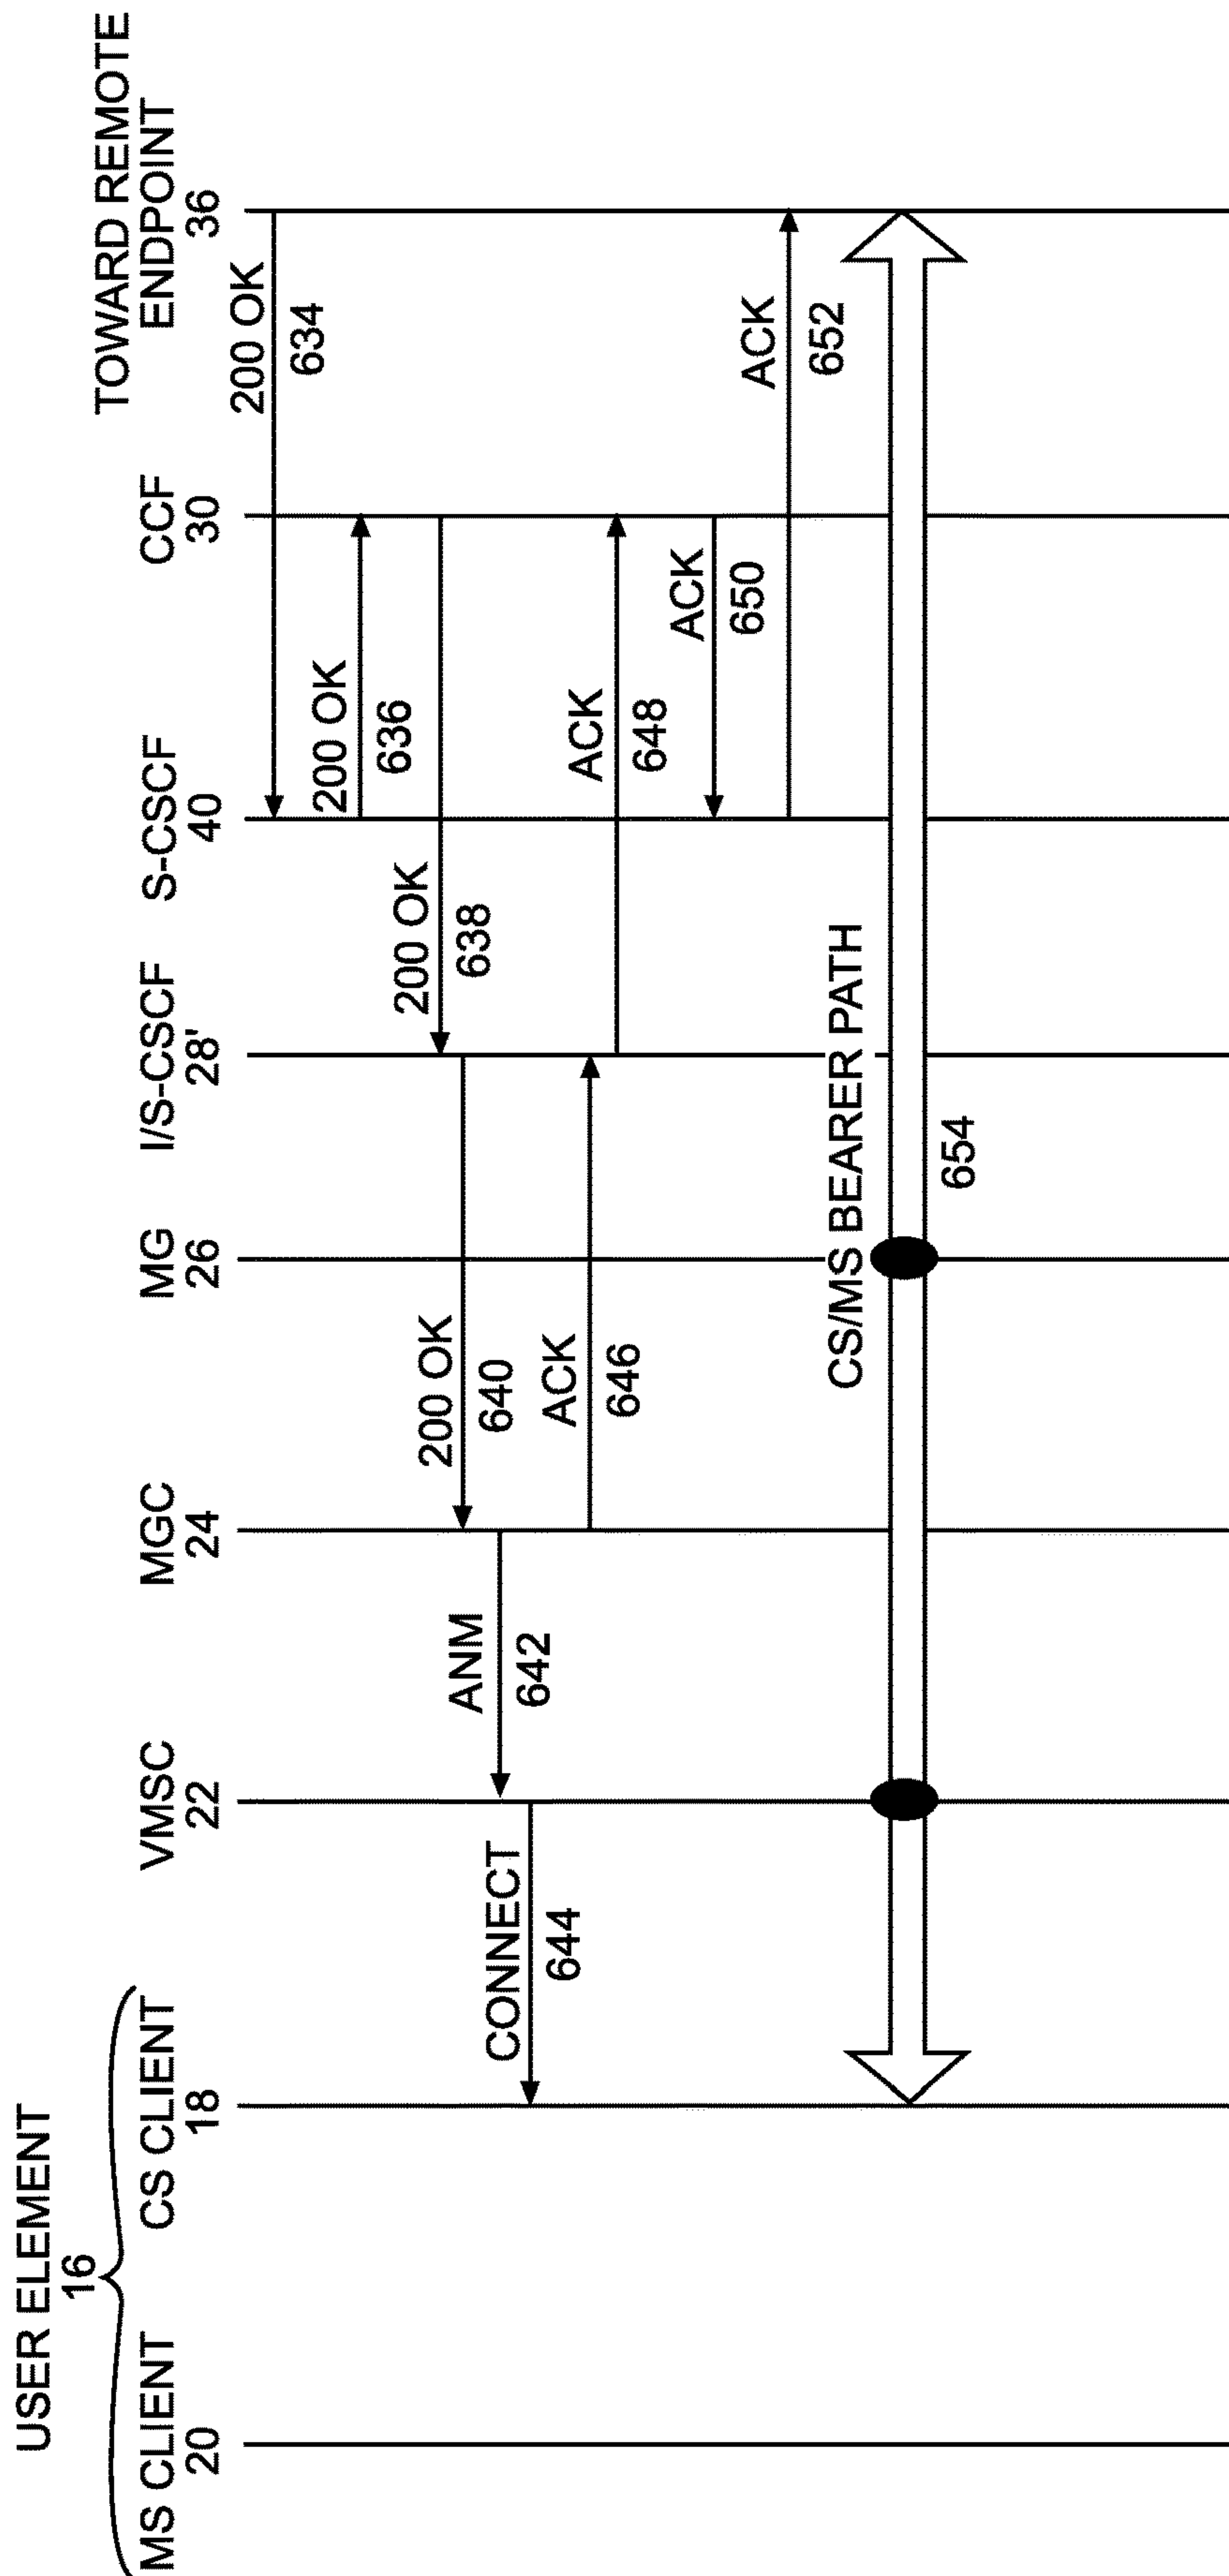 USER ELEMENT
16
MS CLIENT
20
CS CLIENT
18
VMSC
22
MGC
24
MG
26
I/S-CSCF
28'
S-CSCF
40
CCF
30
TOWARD REMOTE
ENDPOINT
36
200 OK
634
200 OK
636
200 OK
638
200 OK
640
ANM
642
CONNECT
644
ACK
646
ACK
648
ACK
650
ACK
652
CS/MS BEARER PATH
654